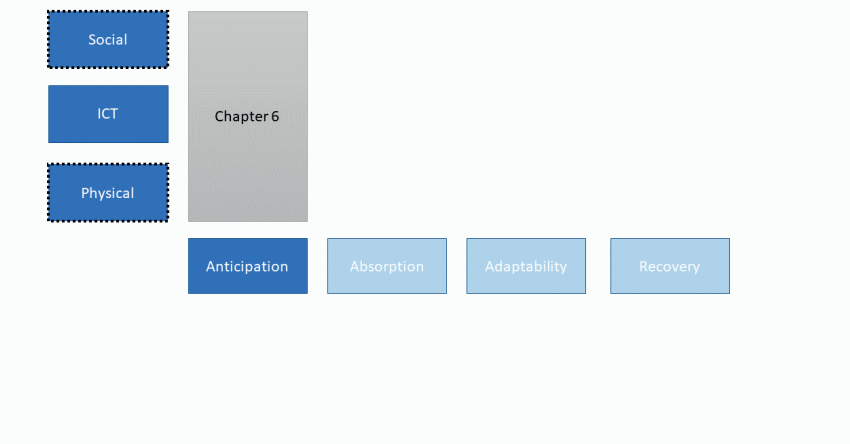 Social
ICT
Chapter 6
Physical
Anticipation
Absorption
Adaptability
Recovery